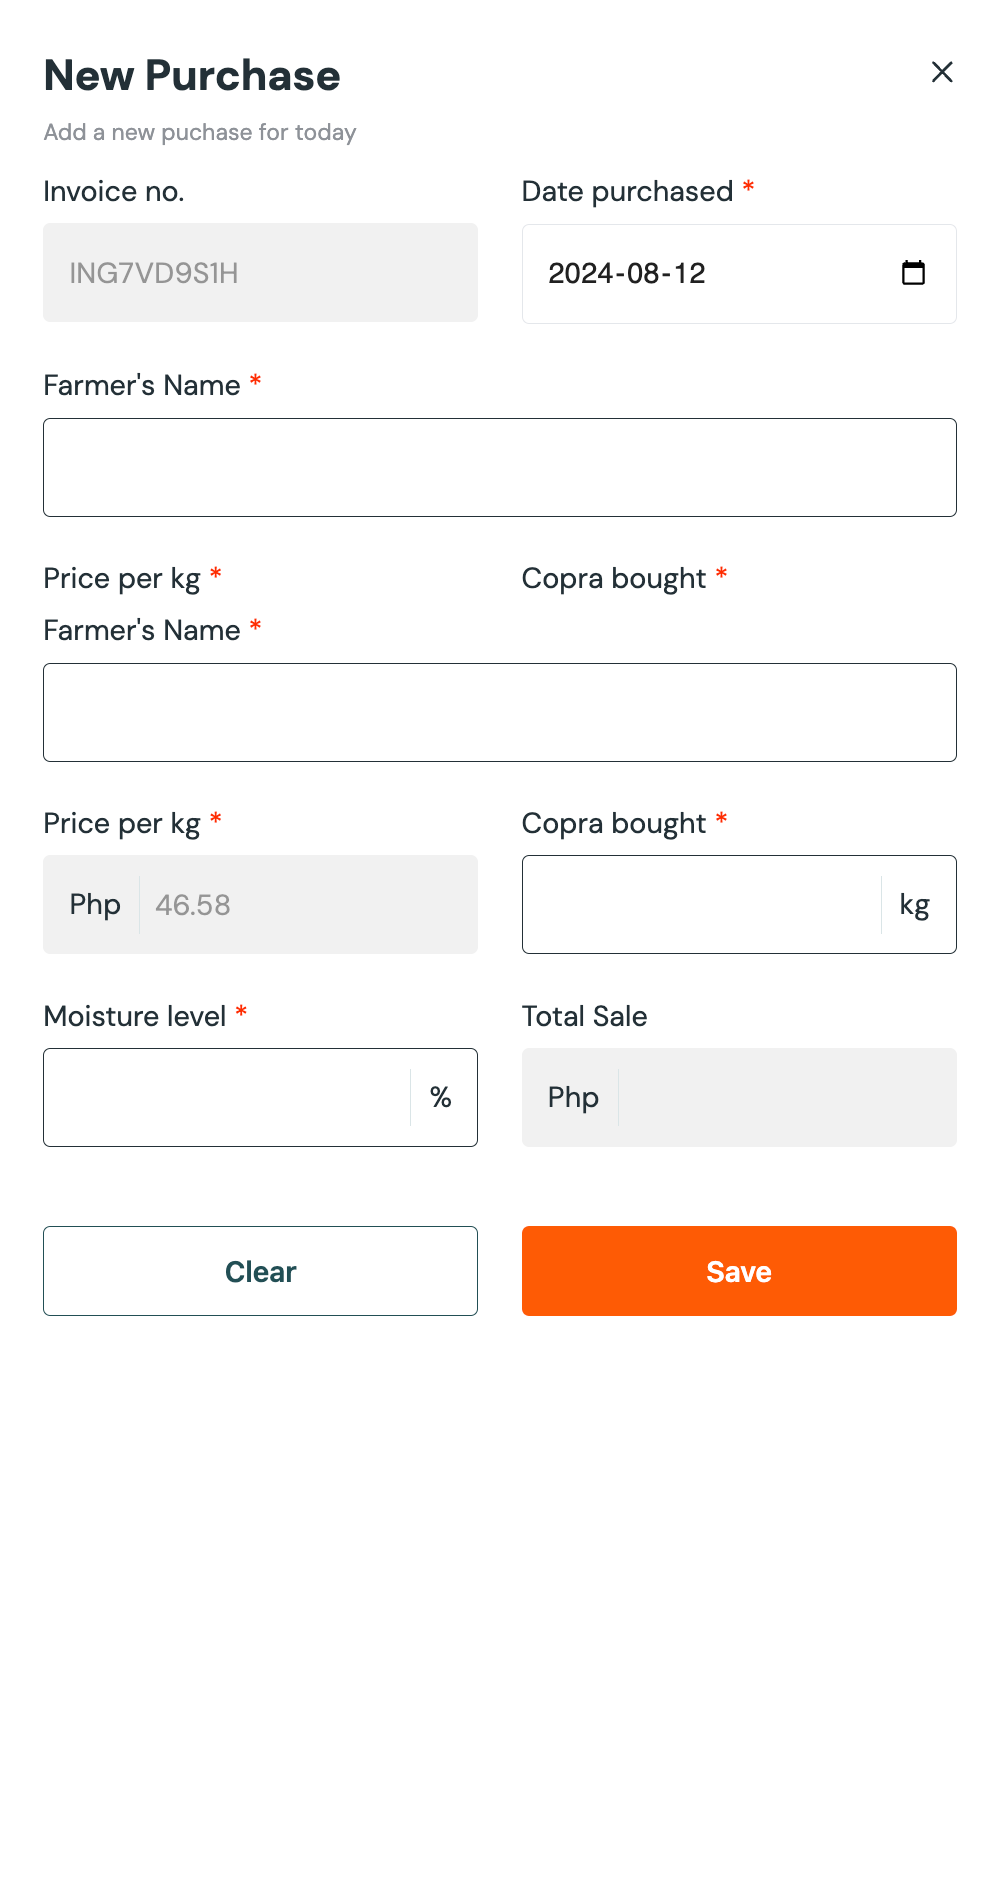 New Purchase
Add a new puchase for today
Invoice no.
Date purchased *
ING7VD9S1H
2024-08-12
Farmer's Name *
Price per kg *
Copra bought *
Farmer's Name *
Price per kg *
Copra bought *
Php 46.58
kg
Moisture level *
Total Sale
%
Php
Clear
Save